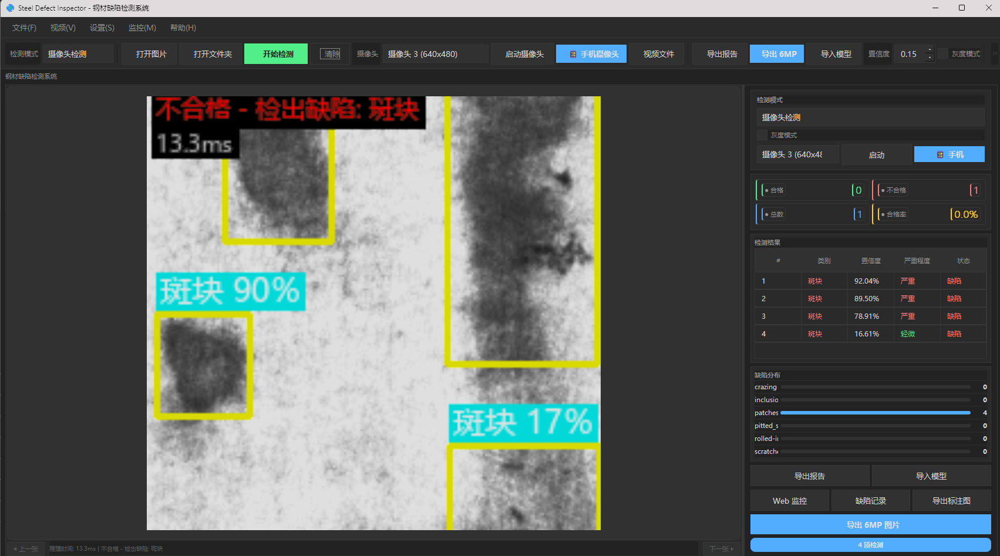 Steel Defect Inspector - 钢材缺陷检测系统
文件(F) 视频(V) 设置(S) 监控(M) 帮助(H)
检测模式 摄像头检测 打开图片 打开文件夹 开始检测 清除 摄像头 摄像头 3 (640x480) 启动摄像头 手机摄像头 视频文件 导出报告 导出 6MP 导入模型 置信度 0.15 灰度模式
钢材缺陷检测系统
不合格 - 检出缺陷: 斑块
13.3ms
斑块 90%
斑块 17%
◂ 上一张 推理时间: 13.3ms | 不合格 - 检出缺陷: 斑块 下一张 ▸
检测模式
摄像头检测
灰度模式
摄像头 3 (640x48 启动 手机
● 合格 0 ● 不合格 1
● 总数 1 ● 合格率 0.0%
检测结果
# 类别 置信度 严重程度 状态
1 斑块 92.04% 严重 缺陷
2 斑块 89.50% 严重 缺陷
3 斑块 78.91% 严重 缺陷
4 斑块 16.61% 轻微 缺陷
缺陷分布
crazing 0
inclusio 0
patches 4
pitted_s 0
rolled-i 0
scratche 0
导出报告 导入模型
Web 监控 缺陷记录 导出标注图
导出 6MP 图片
4 项检测